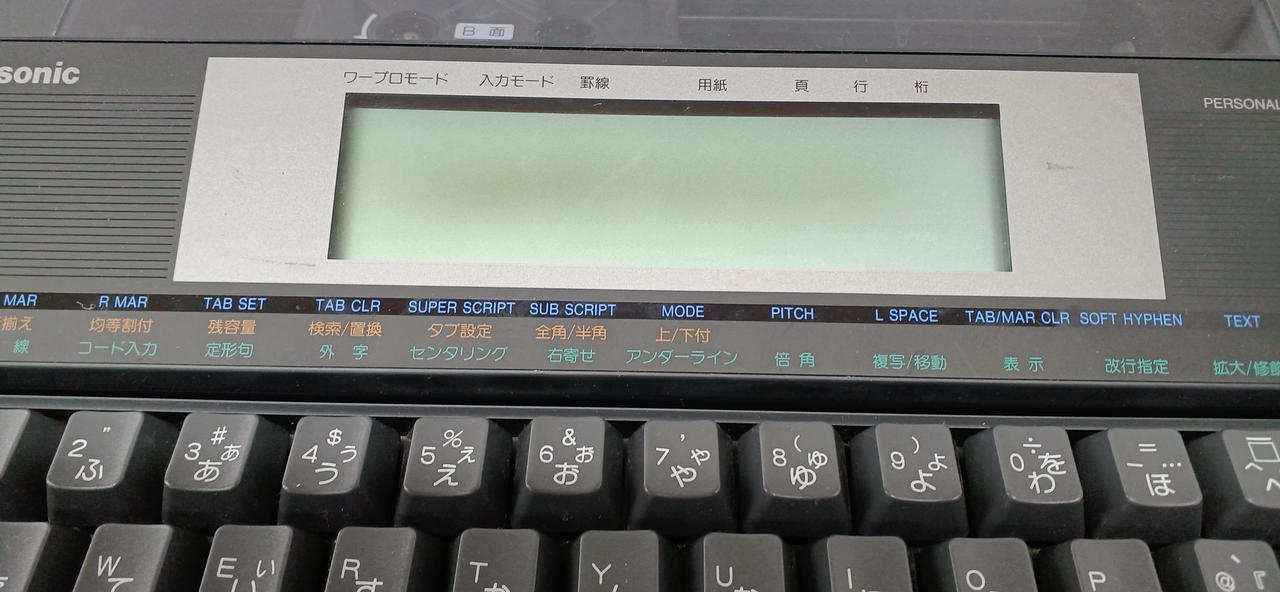 B 面
sonic
ワープロモード 入力モード 罫線 用紙 頁 行 桁
PERSONAL
MAR R MAR TAB SET TAB CLR SUPER SCRIPT SUB SCRIPT MODE PITCH L SPACE TAB/MAR CLR SOFT HYPHEN TEXT
揃え 均等割付 残容量 検索/置換 タブ設定 全角/半角 上/下付
線 コード入力 定形句 外 字 センタリング 右寄せ アンダーライン 倍 角 複写/移動 表 示 改行指定 拡大/修飾
" # $ % & ' ( ) ÷ =
2 3 ぁ 4 ぅ 5 ぇ 6 ぉ 7 ゃ 8 ゅ 9 ょ 0 を — …
ふ あ う え お や ゆ よ わ ほ へ
W E ぃ R T Y U I O P @ 『
て い す か